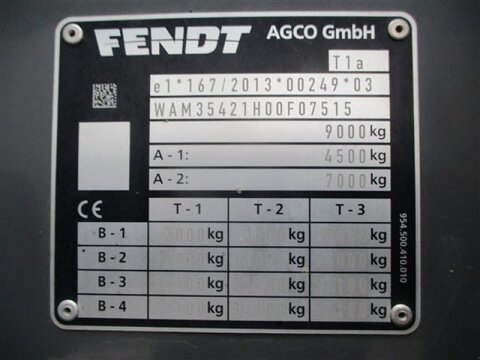 FENDT AGCO GmbH
T1a
e1*167/2013*00249*03
WAM35421H00F07515
9000 kg
A - 1: 4500 kg
A - 2: 7000 kg
CE T - 1 T - 2 T - 3
B - 1 3000 kg kg kg
B - 2 kg kg kg
B - 3 kg kg kg
B - 4 kg kg kg
954.500.410.010